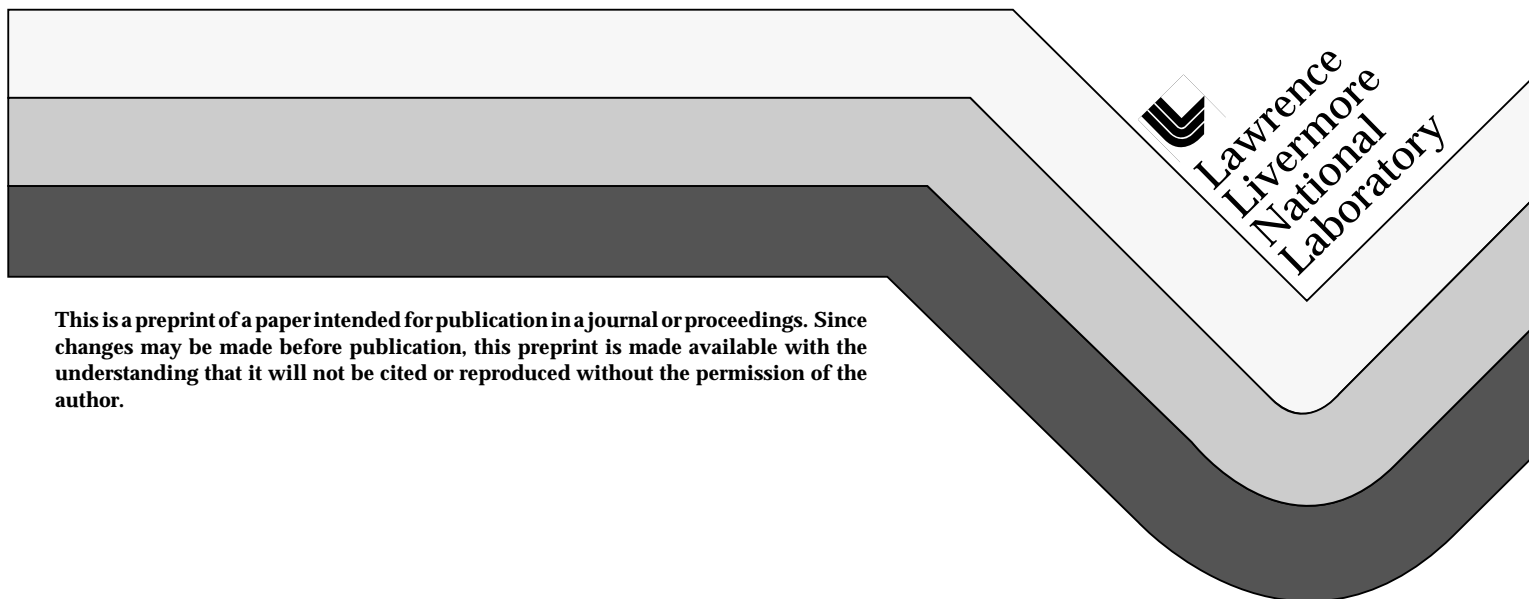 Lawrence
Livermore
National
Laboratory
This is a preprint of a paper intended for publication in a journal or proceedings. Since
changes may be made before publication, this preprint is made available with the
understanding that it will not be cited or reproduced without the permission of the
author.